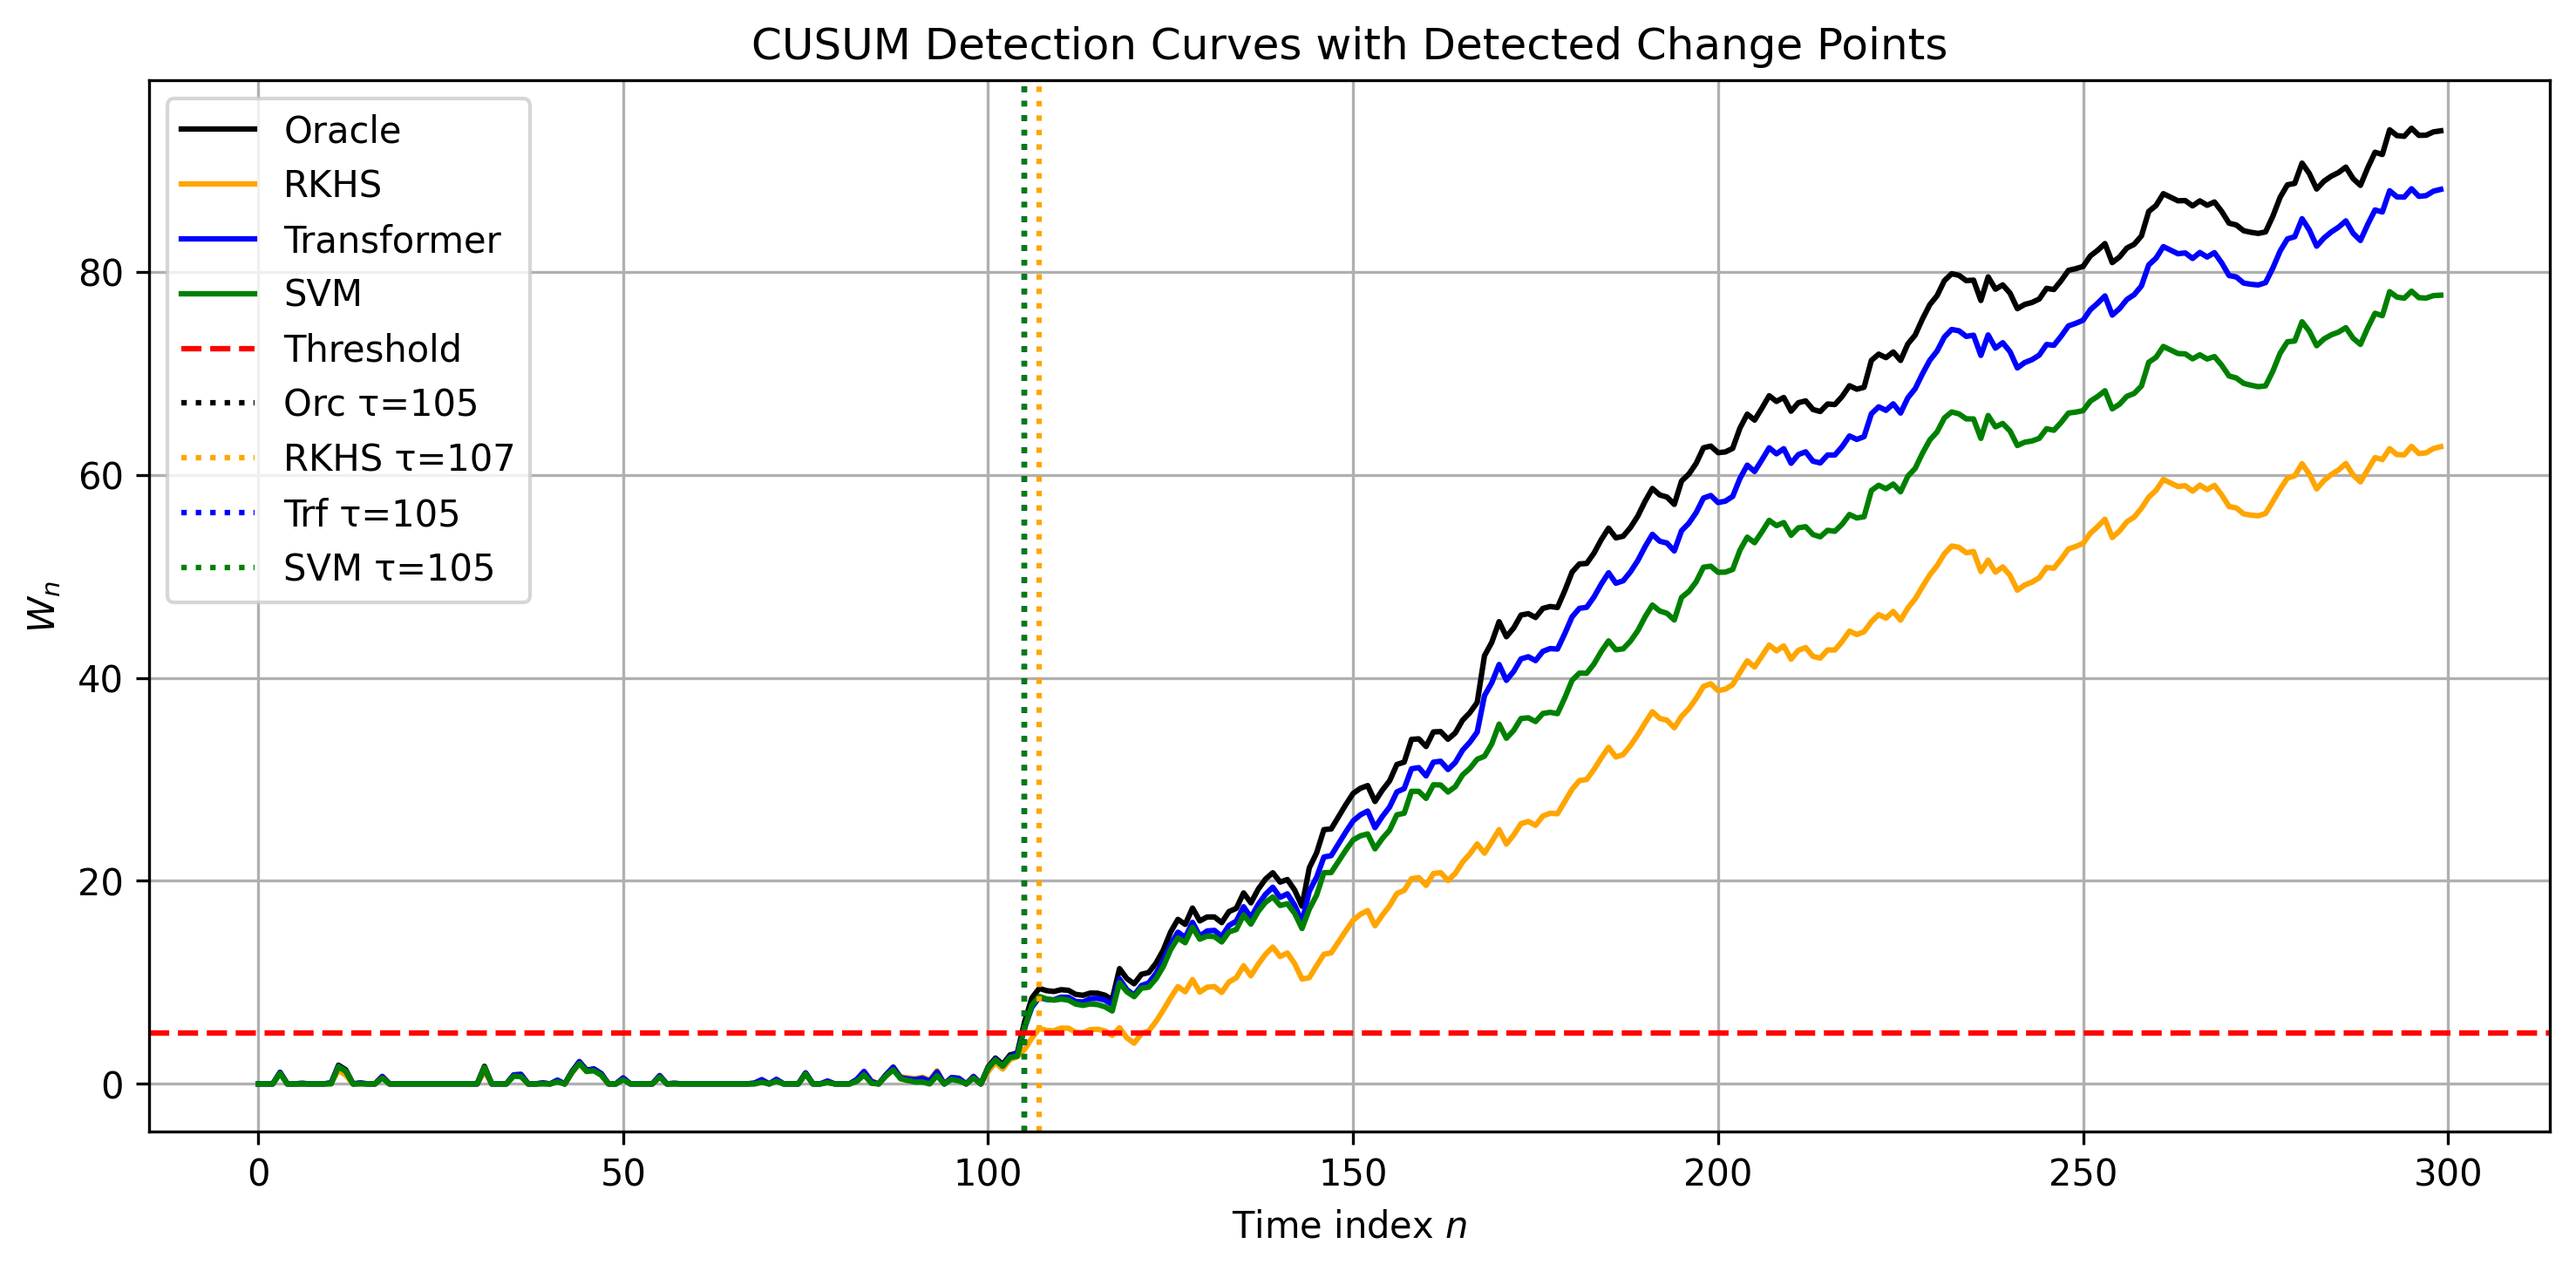 CUSUM Detection Curves with Detected Change Points
Oracle
RKHS
Transformer
SVM
Threshold
Orc τ=105
RKHS τ=107
Trf τ=105
SVM τ=105
80
60
40
20
0
Wn
0 50 100 150 200 250 300
Time index n